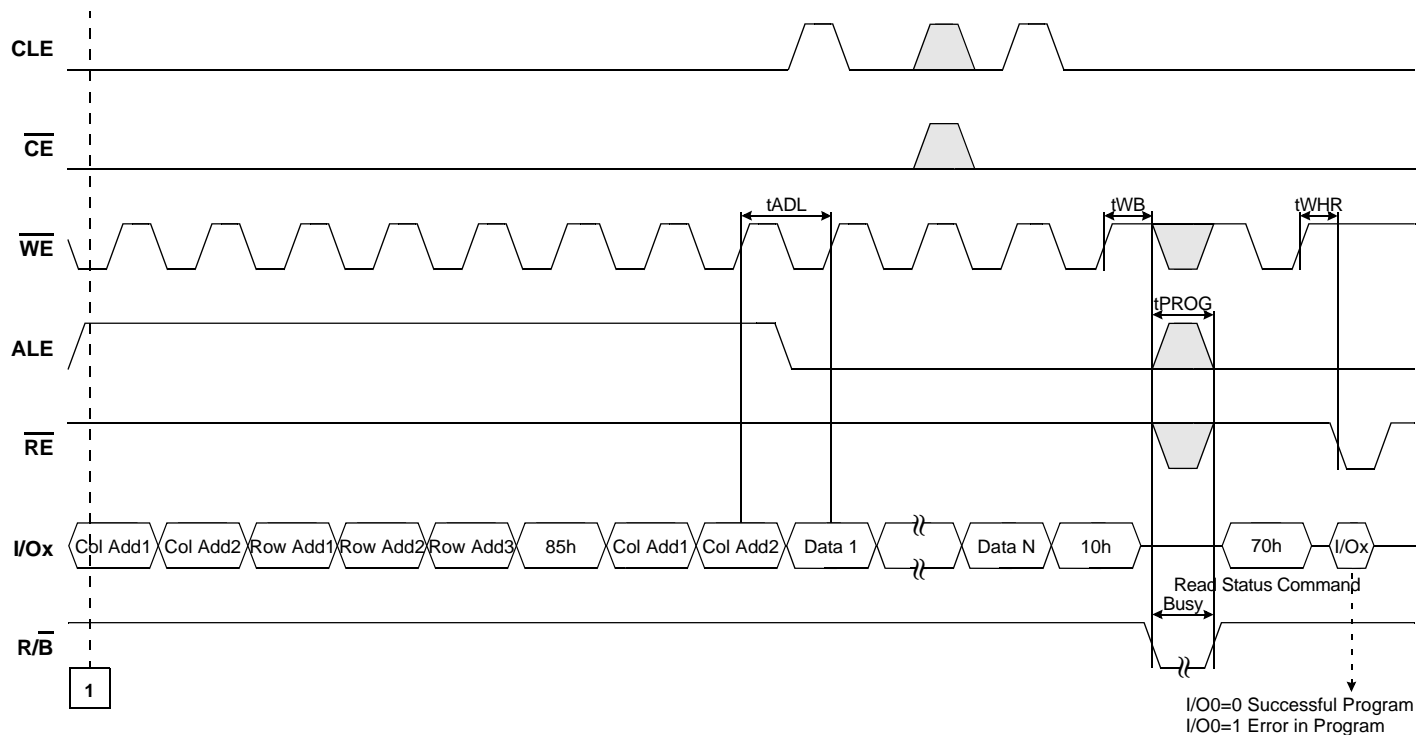 CLE
CE
tADL
tWB
tWHR
WE
tPROG
ALE
RE
I/Ox Col Add1 Col Add2 Row Add1 Row Add2 Row Add3 85h Col Add1 Col Add2 Data 1 Data N 10h 70h I/Ox
Read Status Command
Busy
R/B
1
I/O0=0 Successful Program
I/O0=1 Error in Program